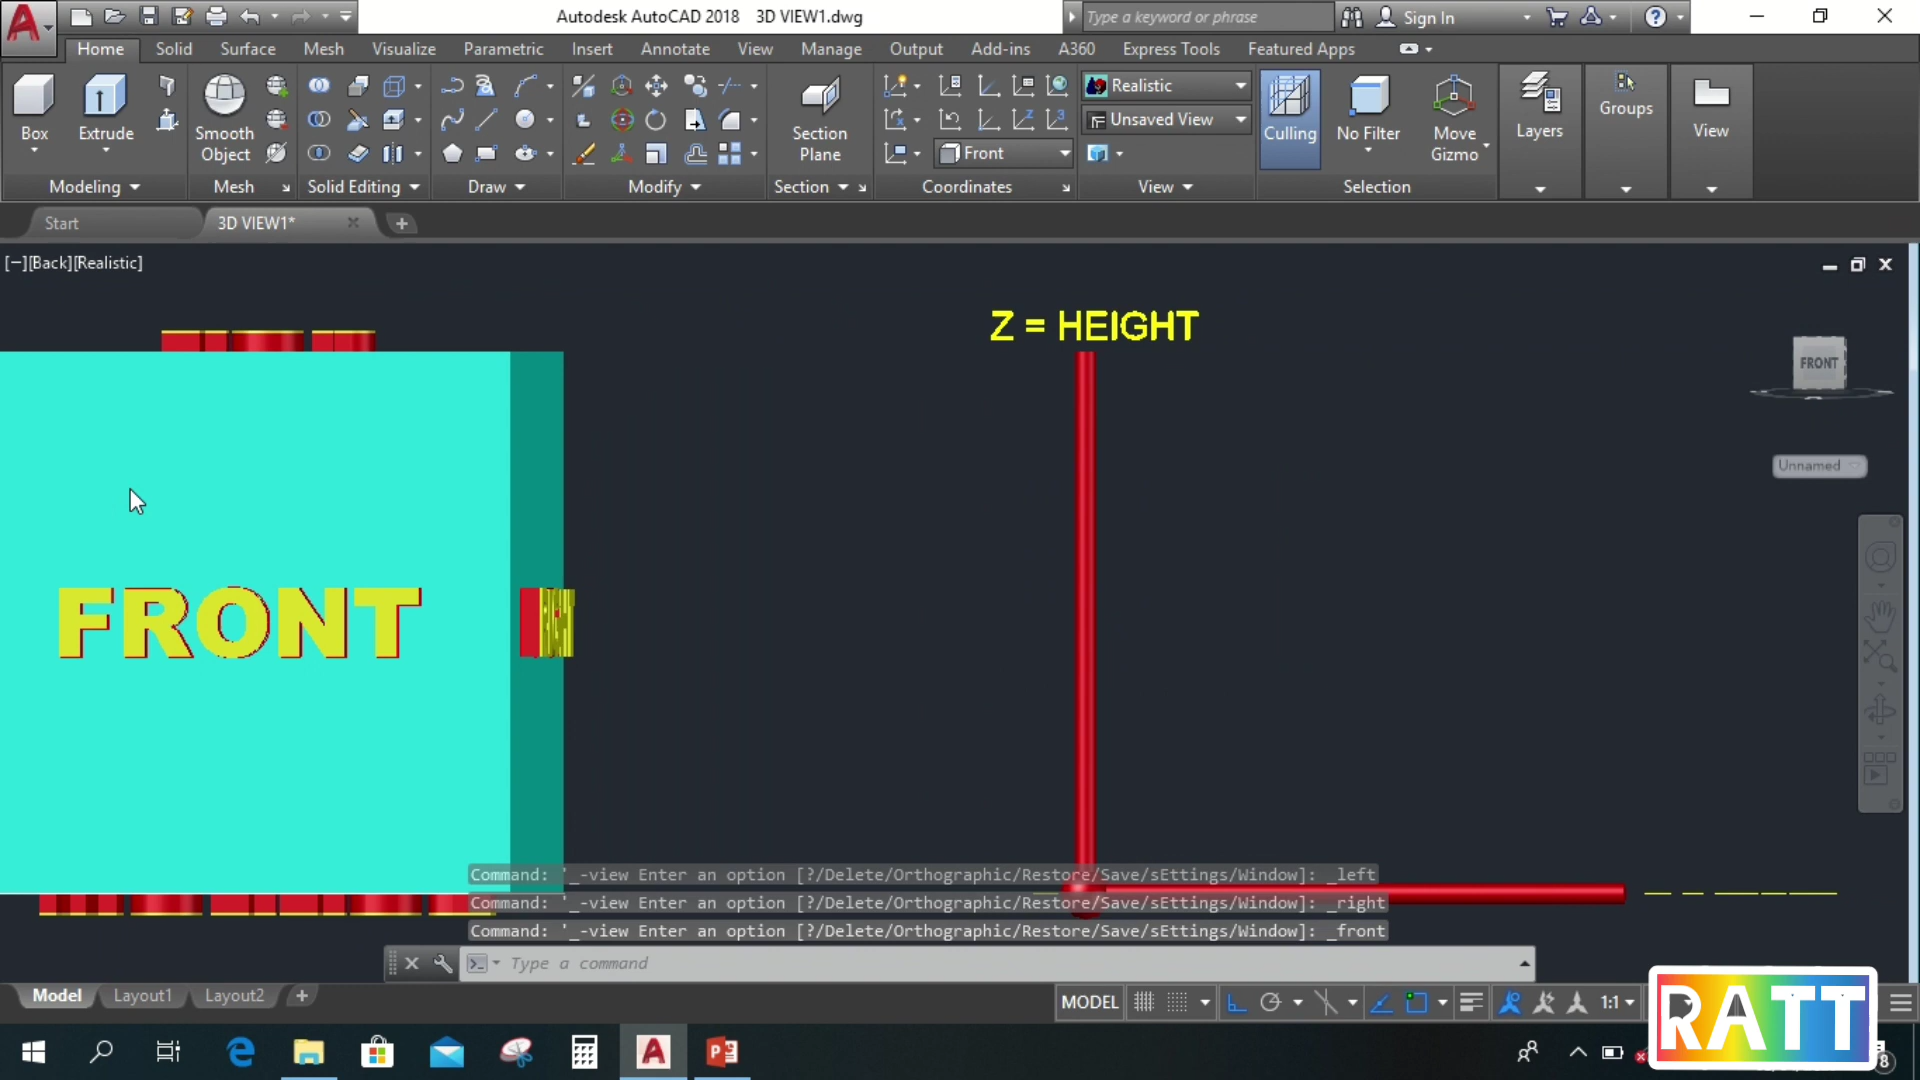 Autodesk AutoCAD 2018 3D VIEW1.dwg
Type a keyword or phrase
Sign In
Home Solid Surface Mesh Visualize Parametric Insert Annotate View Manage Output Add-ins A360 Express Tools Featured Apps
Realistic
Unsaved View
Front
Box
Extrude
Smooth
Object
Section
Plane
Culling
No Filter
Move
Gizmo
Layers
Groups
View
Modeling Mesh Solid Editing Draw Modify Section Coordinates View Selection
Start
3D VIEW1*
[−][Back][Realistic]
Z = HEIGHT
FRONT
Unnamed
FRONT
Command: '_-view Enter an option [?/Delete/Orthographic/Restore/Save/sEttings/Window]: _left
Command: '_-view Enter an option [?/Delete/Orthographic/Restore/Save/sEttings/Window]: _right
Command: '_-view Enter an option [?/Delete/Orthographic/Restore/Save/sEttings/Window]: _front
Type a command
Model Layout1 Layout2
MODEL
1:1
RATT
8